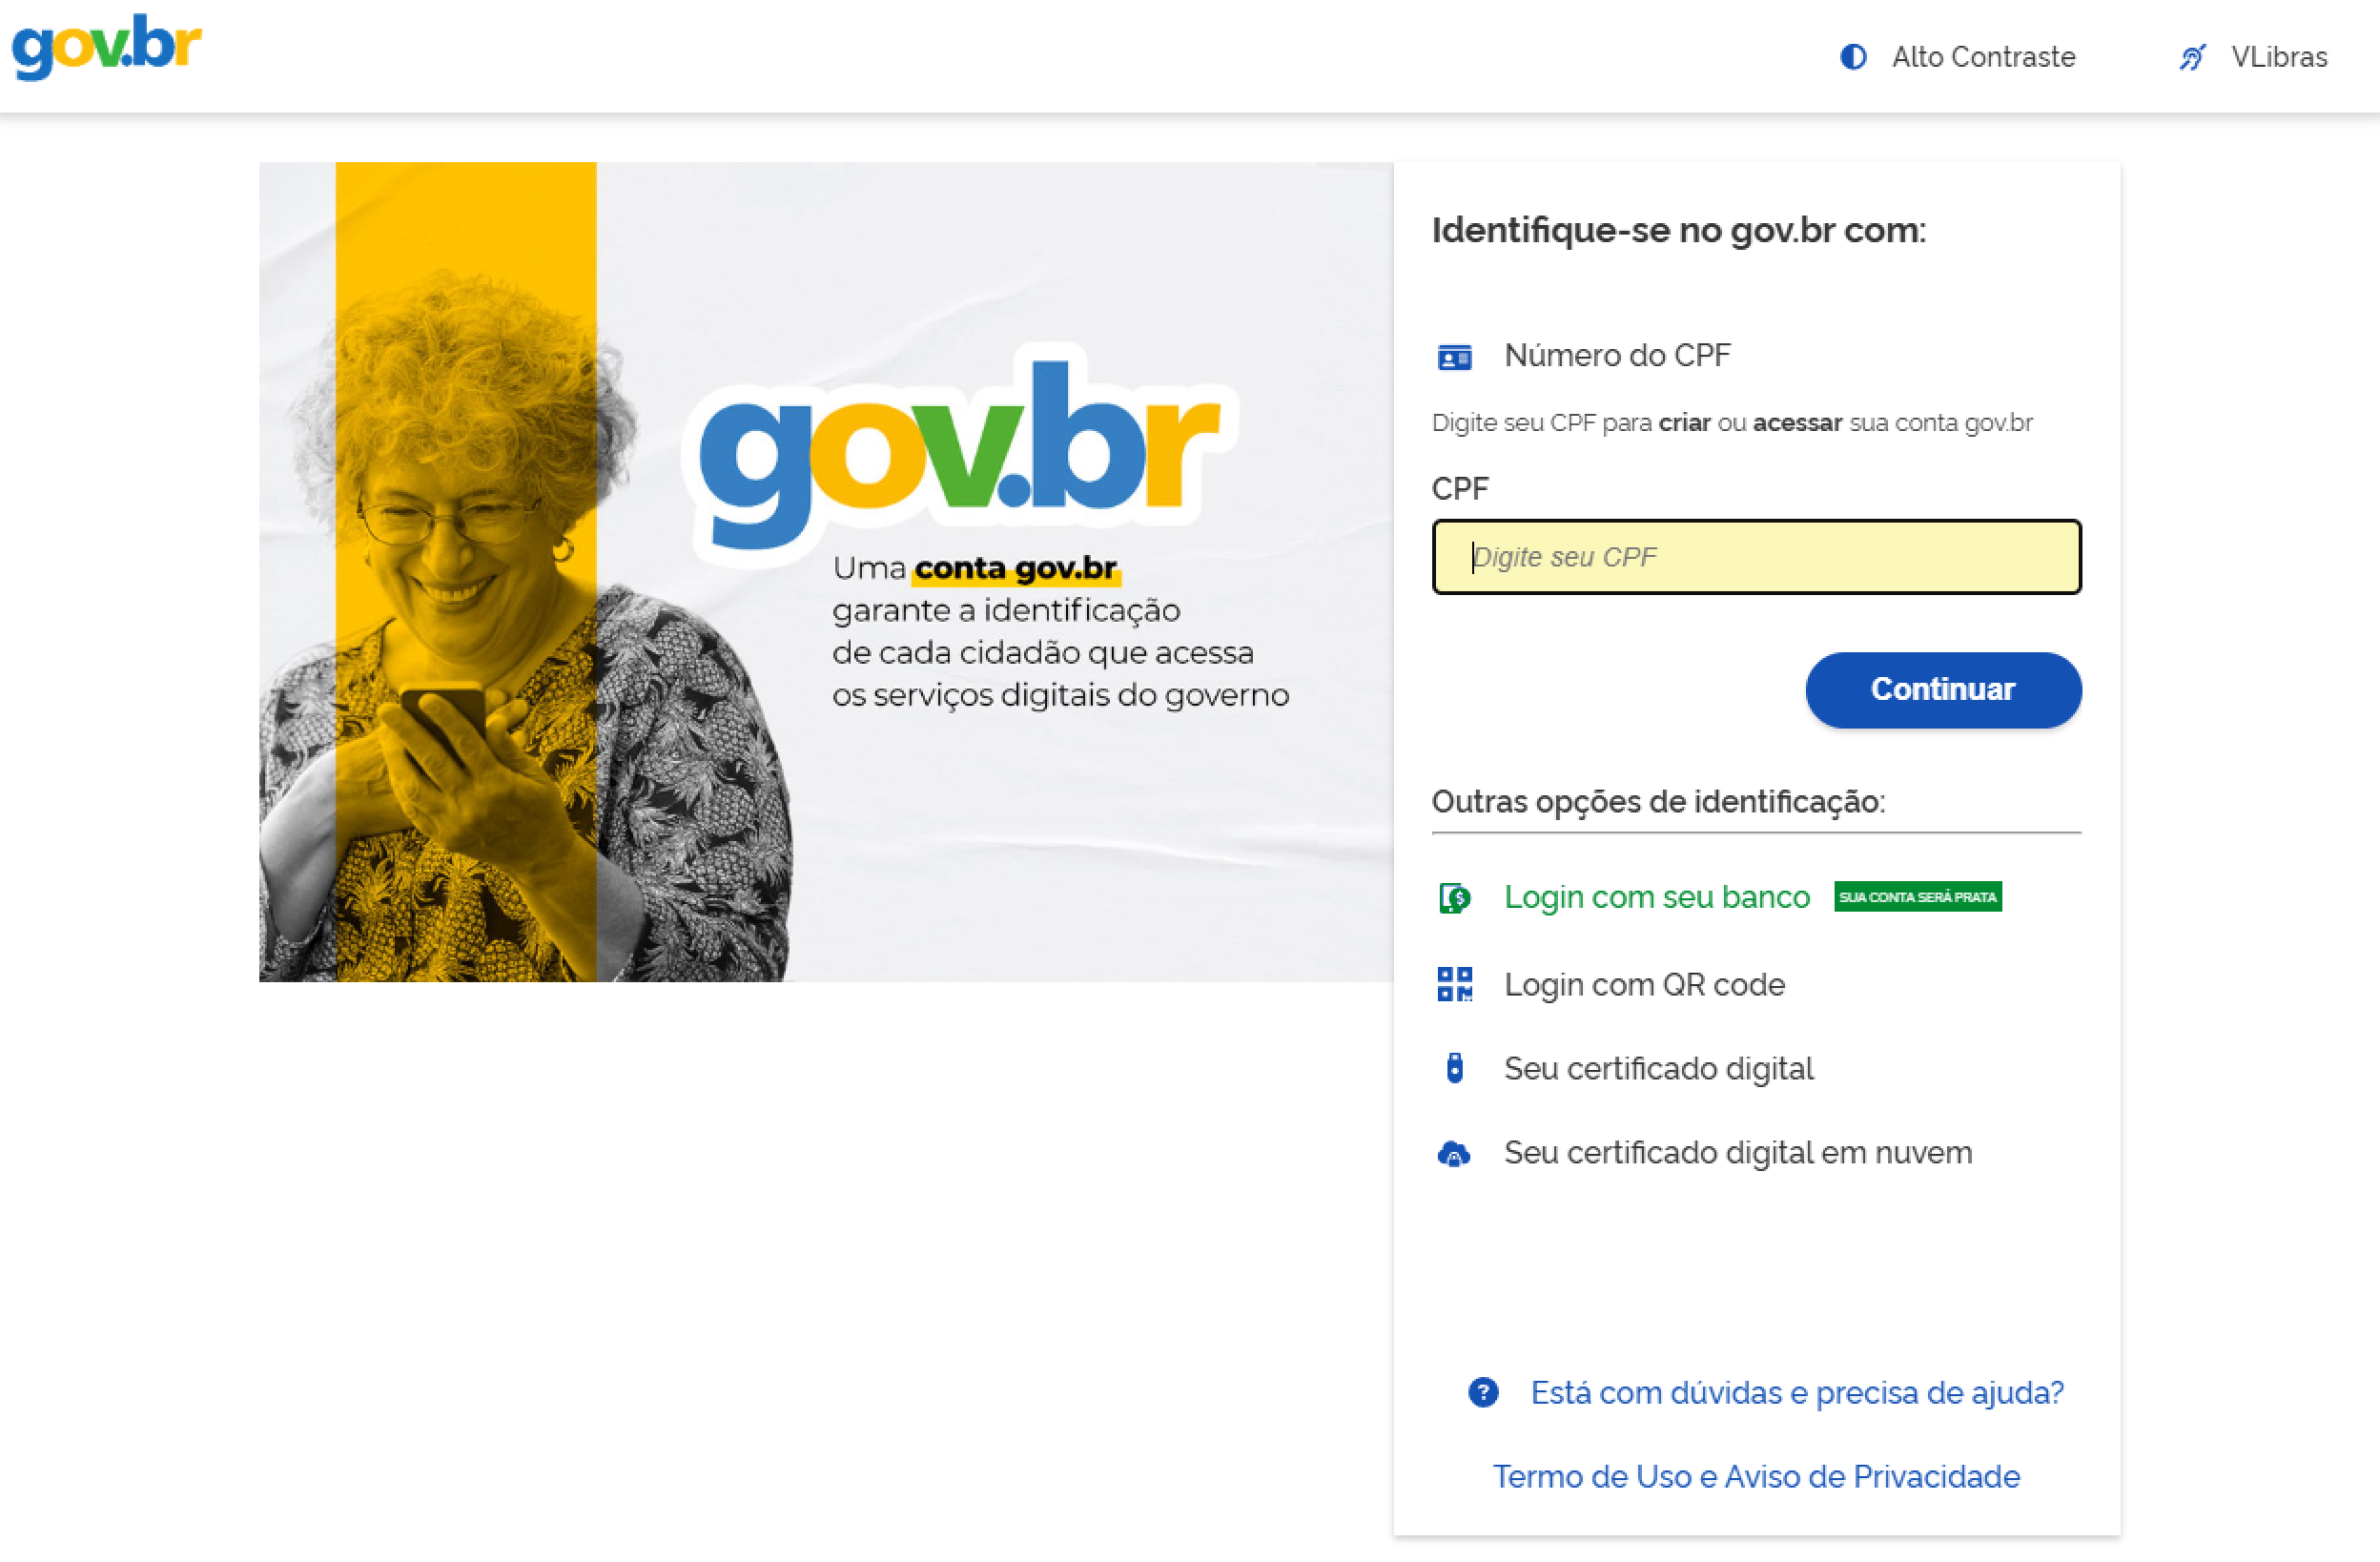 gov.br
Alto Contraste
VLibras
gov.br
Uma conta gov.br
garante a identificação
de cada cidadão que acessa
os serviços digitais do governo
Identifique-se no gov.br com:
Número do CPF
Digite seu CPF para criar ou acessar sua conta gov.br
CPF
Digite seu CPF
Continuar
Outras opções de identificação:
Login com seu banco SUA CONTA SERÁ PRATA
Login com QR code
Seu certificado digital
Seu certificado digital em nuvem
Está com dúvidas e precisa de ajuda?
Termo de Uso e Aviso de Privacidade